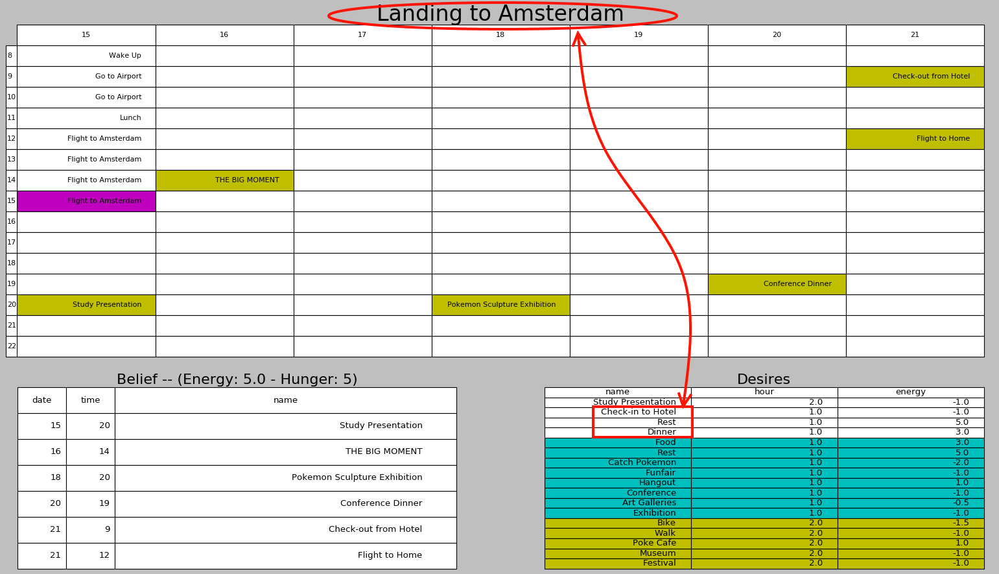 Landing to Amsterdam
15 16 17 18 19 20 21
8 Wake Up
9 Go to Airport Check-out from Hotel
10 Go to Airport
11 Lunch
12 Flight to Amsterdam Flight to Home
13 Flight to Amsterdam
14 Flight to Amsterdam THE BIG MOMENT
15 Flight to Amsterdam
16
17
18
19 Conference Dinner
20 Study Presentation Pokemon Sculpture Exhibition
21
22
Belief -- (Energy: 5.0 - Hunger: 5)
date time name
15 20 Study Presentation
16 14 THE BIG MOMENT
18 20 Pokemon Sculpture Exhibition
20 19 Conference Dinner
21 9 Check-out from Hotel
21 12 Flight to Home
Desires
name hour energy
Study Presentation 2.0 -1.0
Check-in to Hotel 1.0 -1.0
Rest 1.0 5.0
Dinner 1.0 3.0
Food 1.0 3.0
Rest 1.0 5.0
Catch Pokemon 1.0 -2.0
Funfair 1.0 -1.0
Hangout 1.0 1.0
Conference 1.0 -1.0
Art Galleries 1.0 -0.5
Exhibition 1.0 -1.0
Bike 2.0 -1.5
Walk 2.0 -1.0
Poke Cafe 2.0 1.0
Museum 2.0 -1.0
Festival 2.0 -1.0